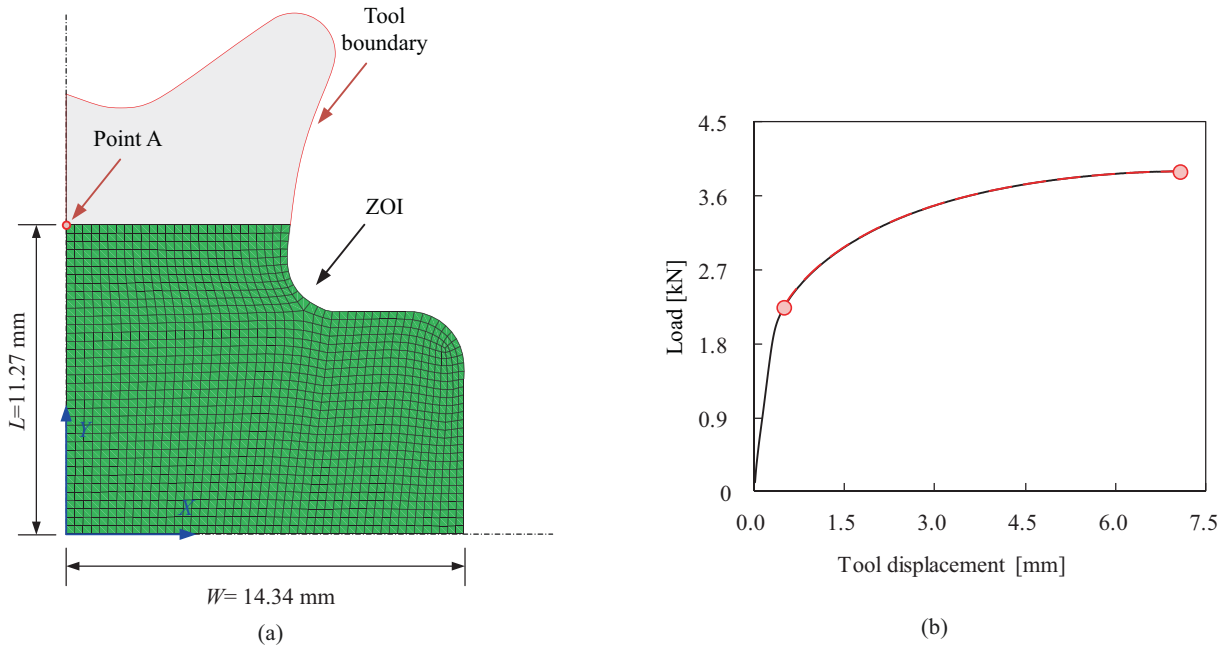 Tool
boundary
Point A
ZOI
L=11.27 mm
Y
X
W= 14.34 mm
(a)
4.5
3.6
2.7
1.8
0.9
0
Load [kN]
0.0 1.5 3.0 4.5 6.0 7.5
Tool displacement [mm]
(b)